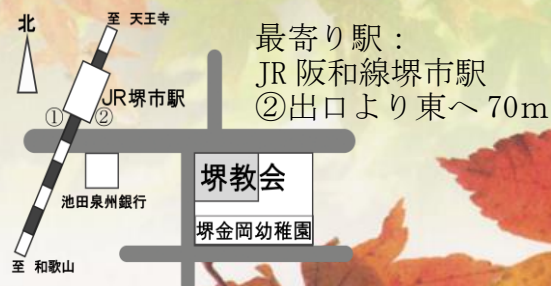 北
至 天王寺
最寄り駅：
JR 阪和線堺市駅
②出口より東へ 70m
JR堺市駅
① ②
池田泉州銀行
堺教会
堺金岡幼稚園
至 和歌山